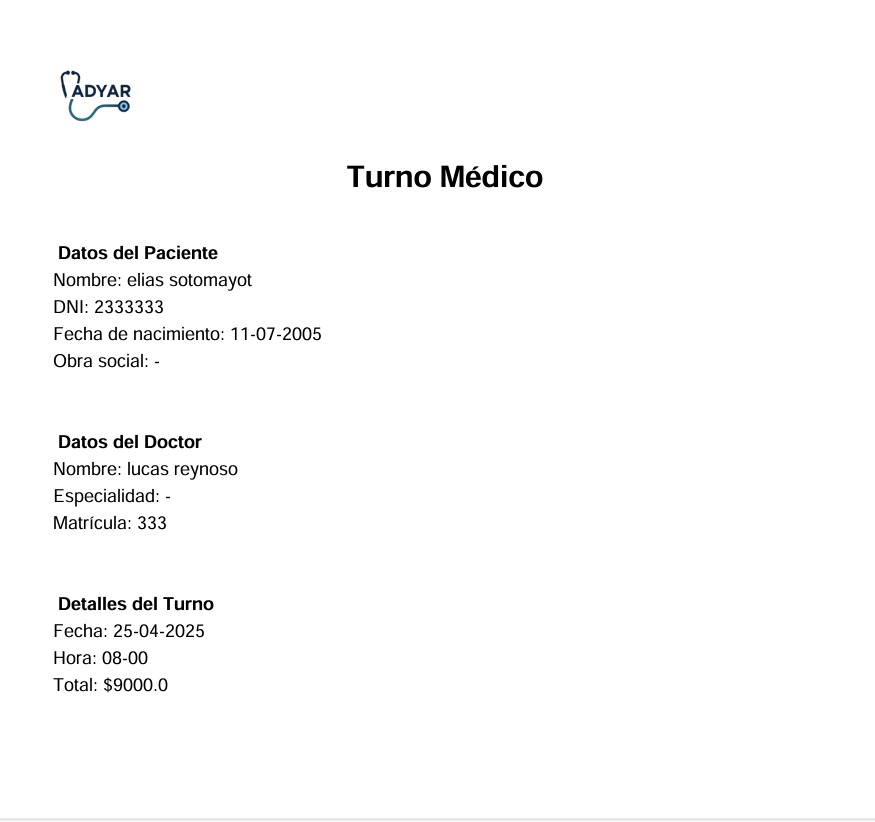 ADYAR
Turno Médico
Datos del Paciente
Nombre: elias sotomayot
DNI: 2333333
Fecha de nacimiento: 11-07-2005
Obra social: -
Datos del Doctor
Nombre: lucas reynoso
Especialidad: -
Matrícula: 333
Detalles del Turno
Fecha: 25-04-2025
Hora: 08-00
Total: $9000.0